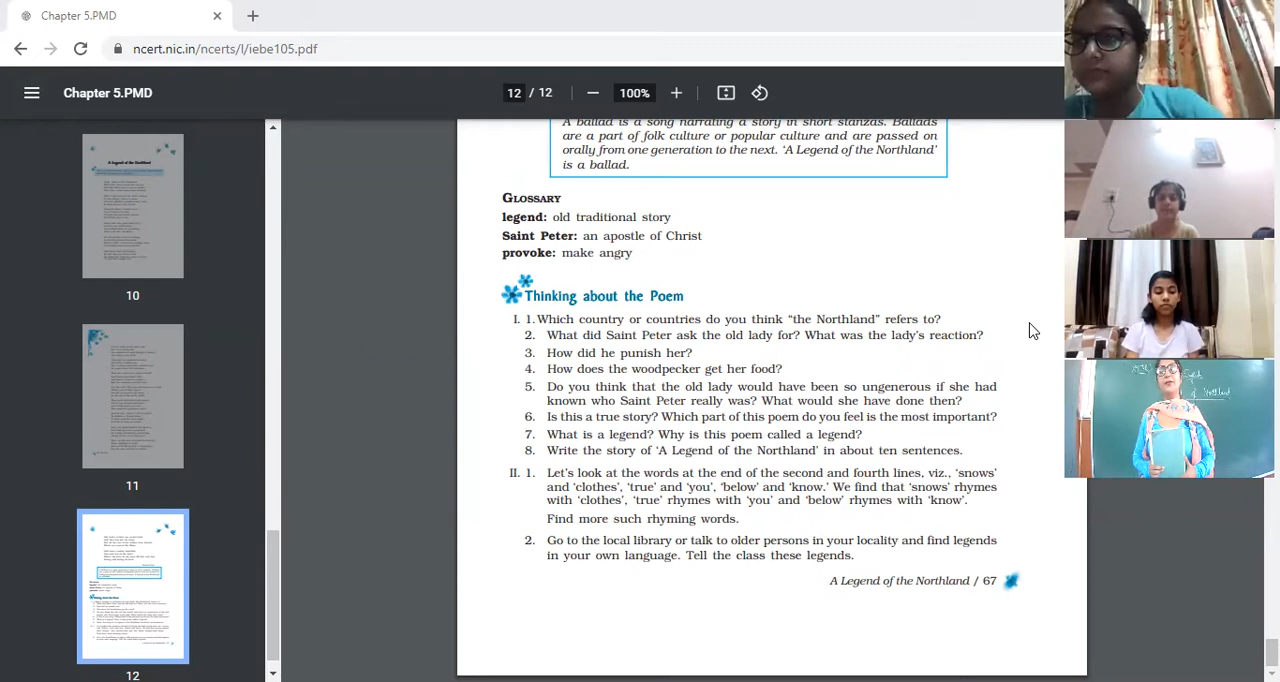 Chapter 5.PMD
ncert.nic.in/ncerts/l/iebe105.pdf
Chapter 5.PMD
12 / 12
100%
10
11
12
A ballad is a song narrating a story in short stanzas. Ballads
are a part of folk culture or popular culture and are passed on
orally from one generation to the next. 'A Legend of the Northland'
is a ballad.
GLOSSARY
legend: old traditional story
Saint Peter: an apostle of Christ
provoke: make angry
Thinking about the Poem
I. 1. Which country or countries do you think "the Northland" refers to?
2. What did Saint Peter ask the old lady for? What was the lady's reaction?
3. How did he punish her?
4. How does the woodpecker get her food?
5. Do you think that the old lady would have been so ungenerous if she had
known who Saint Peter really was? What would she have done then?
6. Is this a true story? Which part of this poem do you feel is the most important?
7. What is a legend? Why is this poem called a legend?
8. Write the story of 'A Legend of the Northland' in about ten sentences.
II. 1. Let's look at the words at the end of the second and fourth lines, viz., 'snows'
and 'clothes', 'true' and 'you', 'below' and 'know.' We find that 'snows' rhymes
with 'clothes', 'true' rhymes with 'you' and 'below' rhymes with 'know'.
Find more such rhyming words.
2. Go to the local library or talk to older persons in your locality and find legends
in your own language. Tell the class these legends.
A Legend of the Northland / 67
A Legend of the Northland
English
of Northland